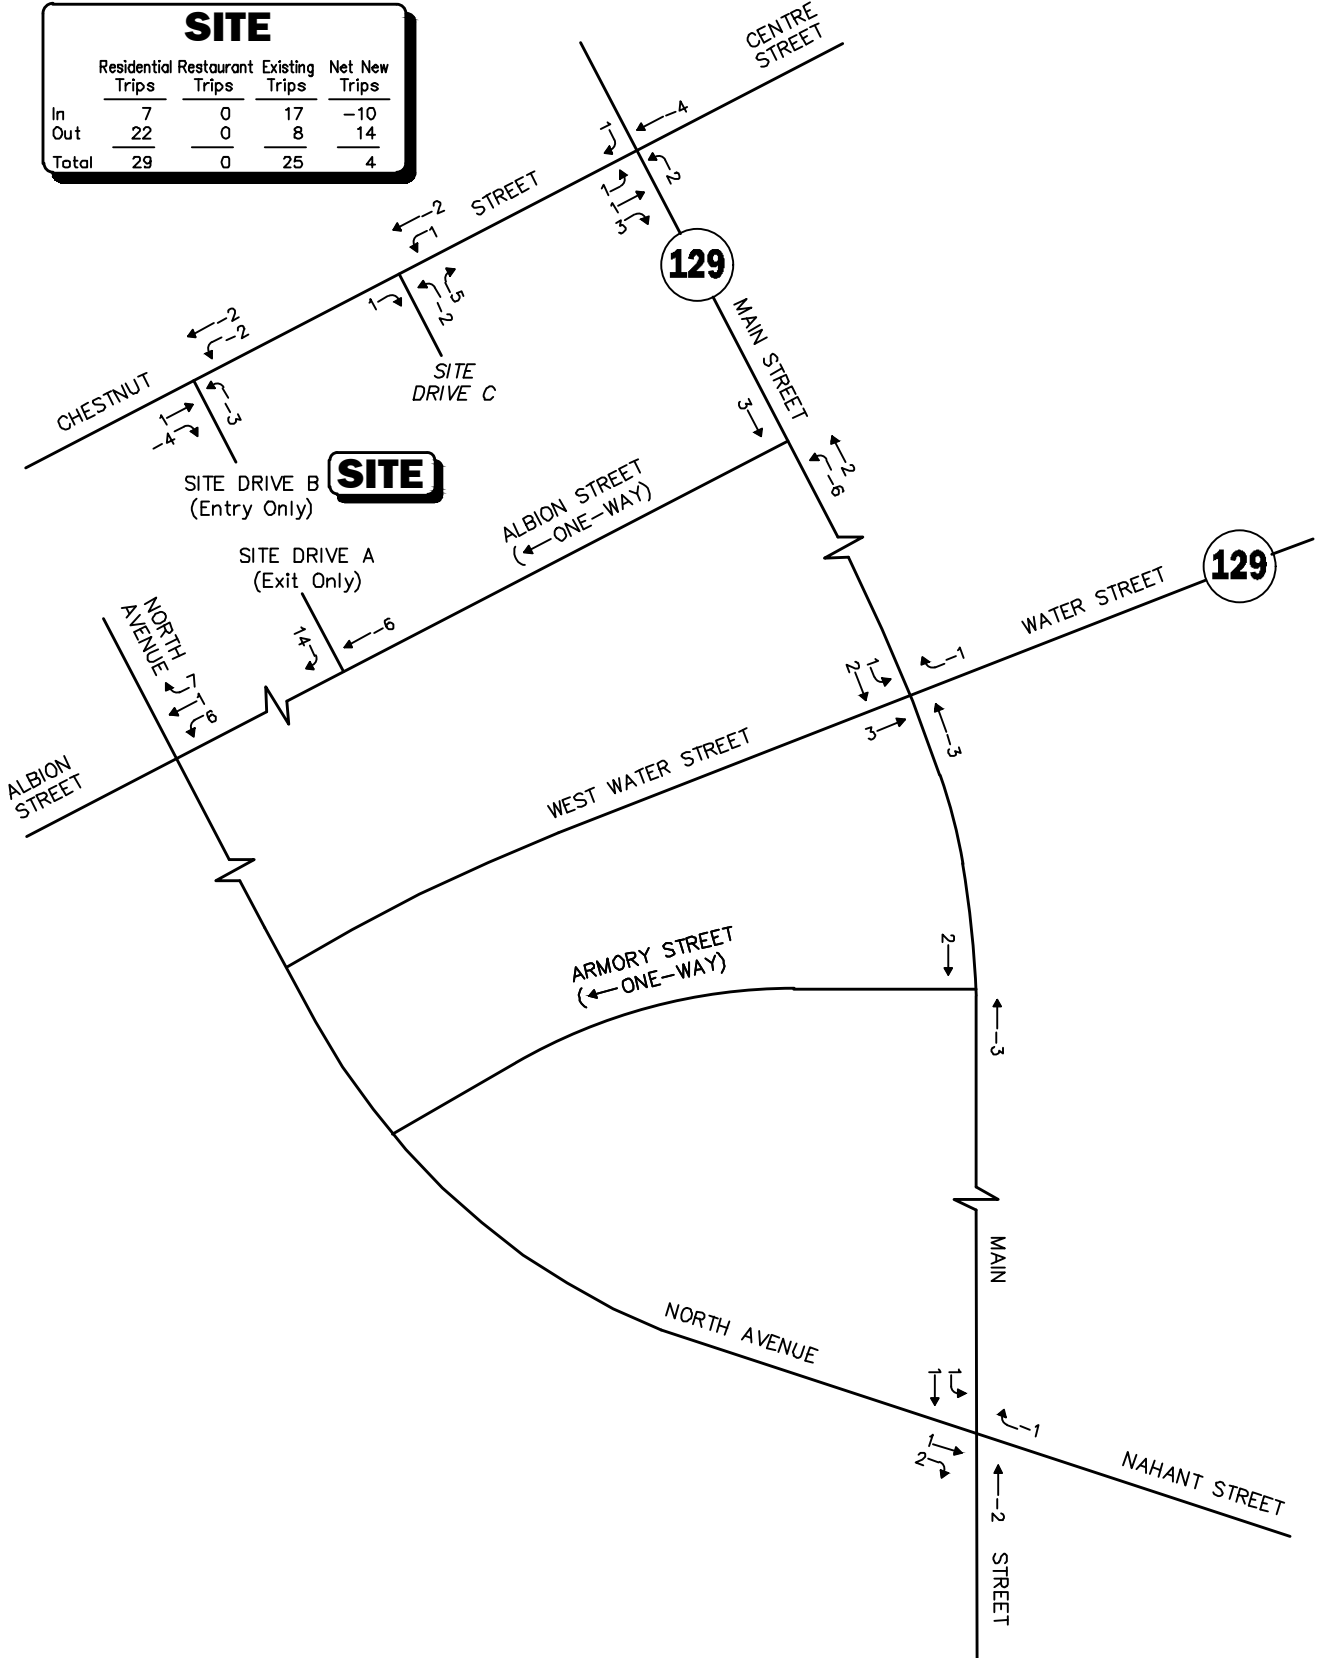 SITE
Residential Restaurant Existing Net New
Trips Trips Trips Trips
In 7 0 17 -10
Out 22 0 8 14
Total 29 0 25 4
CENTRE
STREET
-4
1
-2
1
1
3
STREET
-2
1
1
-2
5
129
MAIN STREET
-2
-2
CHESTNUT
1
-4
-3
SITE
DRIVE C
SITE DRIVE B
(Entry Only)
SITE
3
-2
-6
ALBION STREET
(← ONE-WAY)
SITE DRIVE A
(Exit Only)
129
WATER STREET
NORTH
AVENUE
14
-6
7
1
6
2
1
-1
3
-3
ALBION
STREET
WEST WATER STREET
ARMORY STREET
(← ONE-WAY)
2
-3
MAIN
NORTH AVENUE
1
1
-1
1
2
-2
NAHANT STREET
STREET